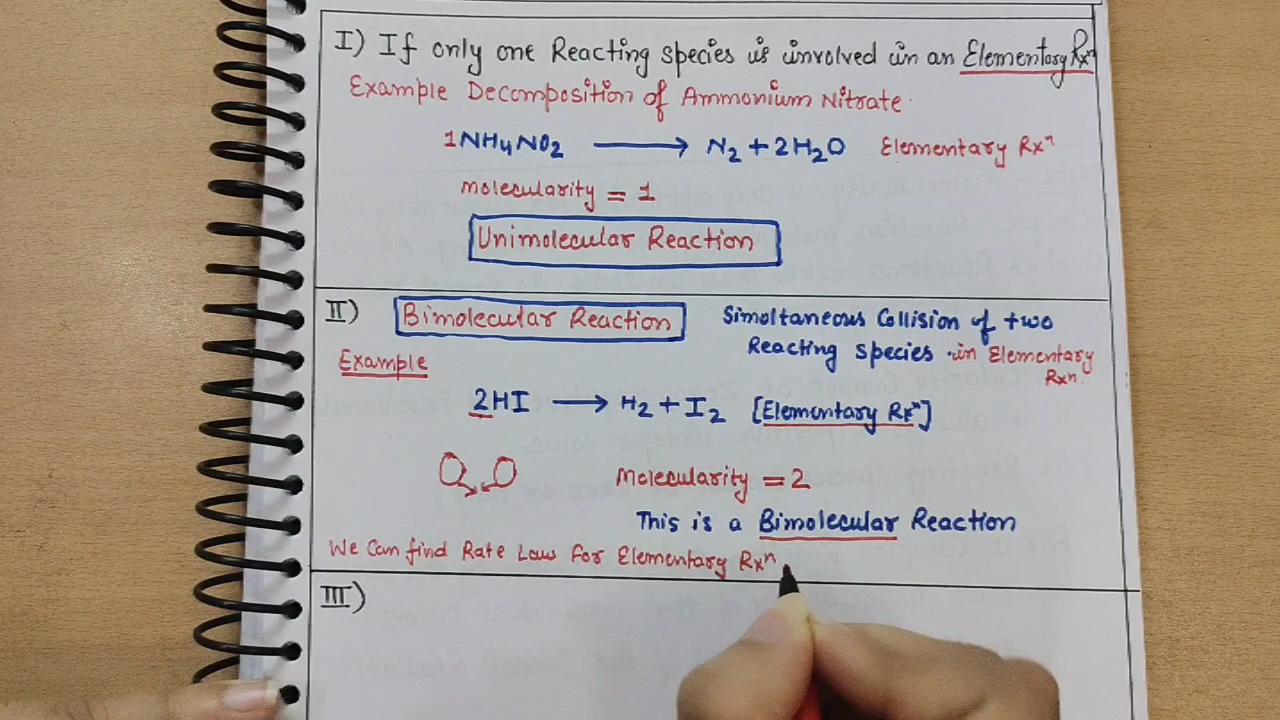 I) If only one Reacting species is involved in an Elementary Rxⁿ
Example Decomposition of Ammonium Nitrate.
1NH₄NO₂ ⟶ N₂ + 2H₂O Elementary Rxⁿ
Molecularity = 1
Unimolecular Reaction
II) Bimolecular Reaction Simoltaneous Collision of two
Reacting species in Elementary
Rxn.
Example
2HI ⟶ H₂ + I₂ [Elementary Rxⁿ]
Molecularity = 2
This is a Bimolecular Reaction
We Can find Rate Law For Elementary Rxⁿ
III)